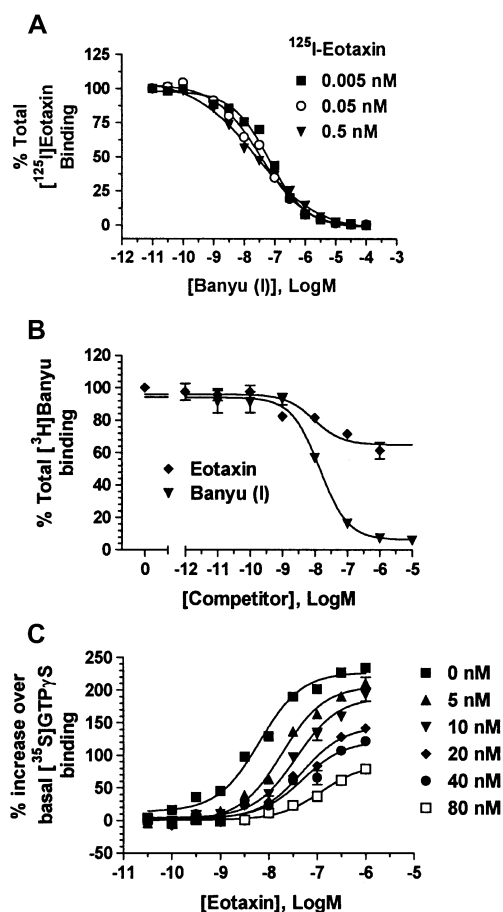 A
% Total
[¹²⁵I]Eotaxin
Binding
125
100
75
50
25
0
¹²⁵I-Eotaxin
0.005 nM
0.05 nM
0.5 nM
-12 -11 -10 -9 -8 -7 -6 -5 -4 -3
[Banyu (I)], LogM
B
% Total [³H]Banyu
binding
120
100
80
60
40
20
0
Eotaxin
Banyu (I)
0 -12 -11 -10 -9 -8 -7 -6 -5
[Competitor], LogM
C
% increase over
basal [³⁵S]GTPγS
binding
250
200
150
100
50
0
-50
0 nM
5 nM
10 nM
20 nM
40 nM
80 nM
-11 -10 -9 -8 -7 -6 -5
[Eotaxin], LogM